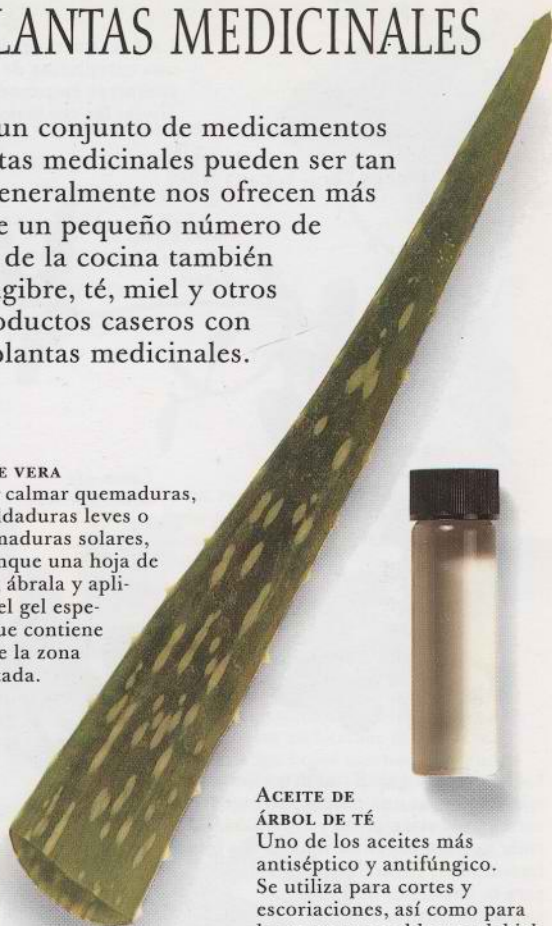 LANTAS MEDICINALES
un conjunto de medicamentos
tas medicinales pueden ser tan
eneralmente nos ofrecen más
e un pequeño número de
de la cocina también
gibre, té, miel y otros
oductos caseros con
plantas medicinales.
E VERA
calmar quemaduras,
ldaduras leves o
maduras solares,
nque una hoja de
ábrala y apli-
el gel espe-
ue contiene
e la zona
tada.
ACEITE DE
ÁRBOL DE TÉ
Uno de los aceites más
antiséptico y antifúngico.
Se utiliza para cortes y
escoriaciones, así como para